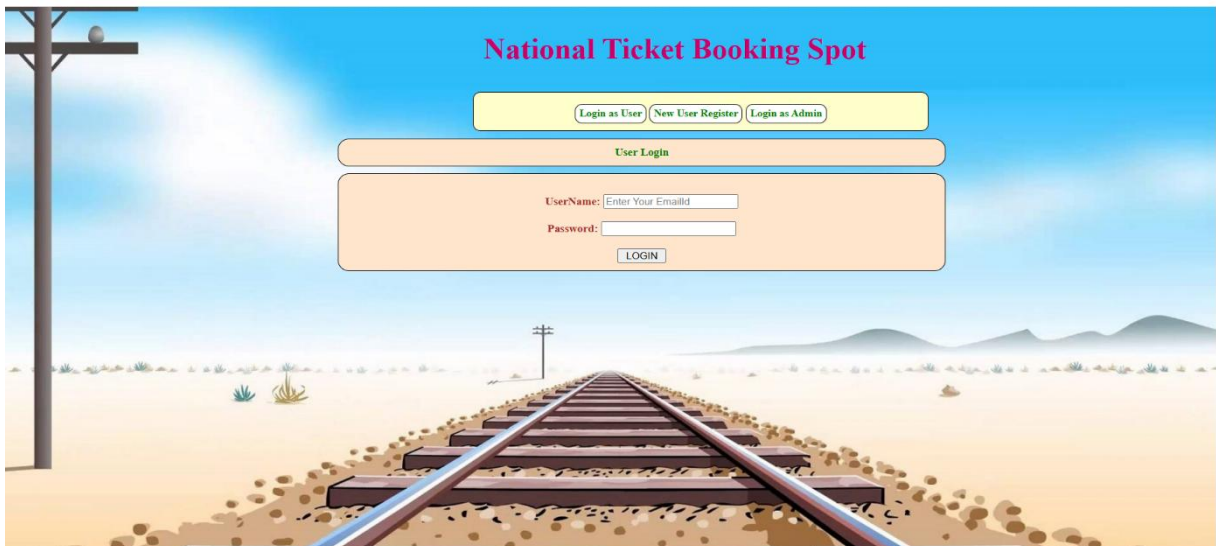 National Ticket Booking Spot
Login as User New User Register Login as Admin
User Login
UserName: Enter Your EmailId
Password:
LOGIN